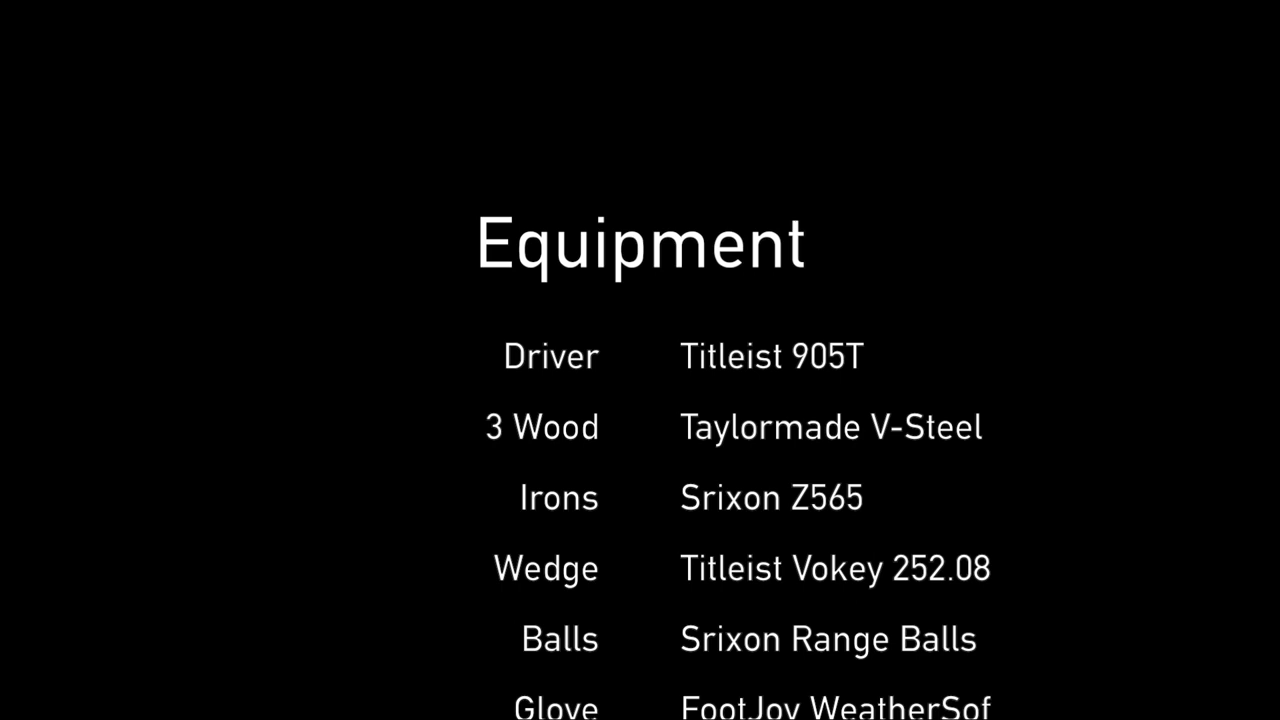 Equipment
Driver Titleist 905T
3 Wood Taylormade V-Steel
Irons Srixon Z565
Wedge Titleist Vokey 252.08
Balls Srixon Range Balls
Glove FootJoy WeatherSof